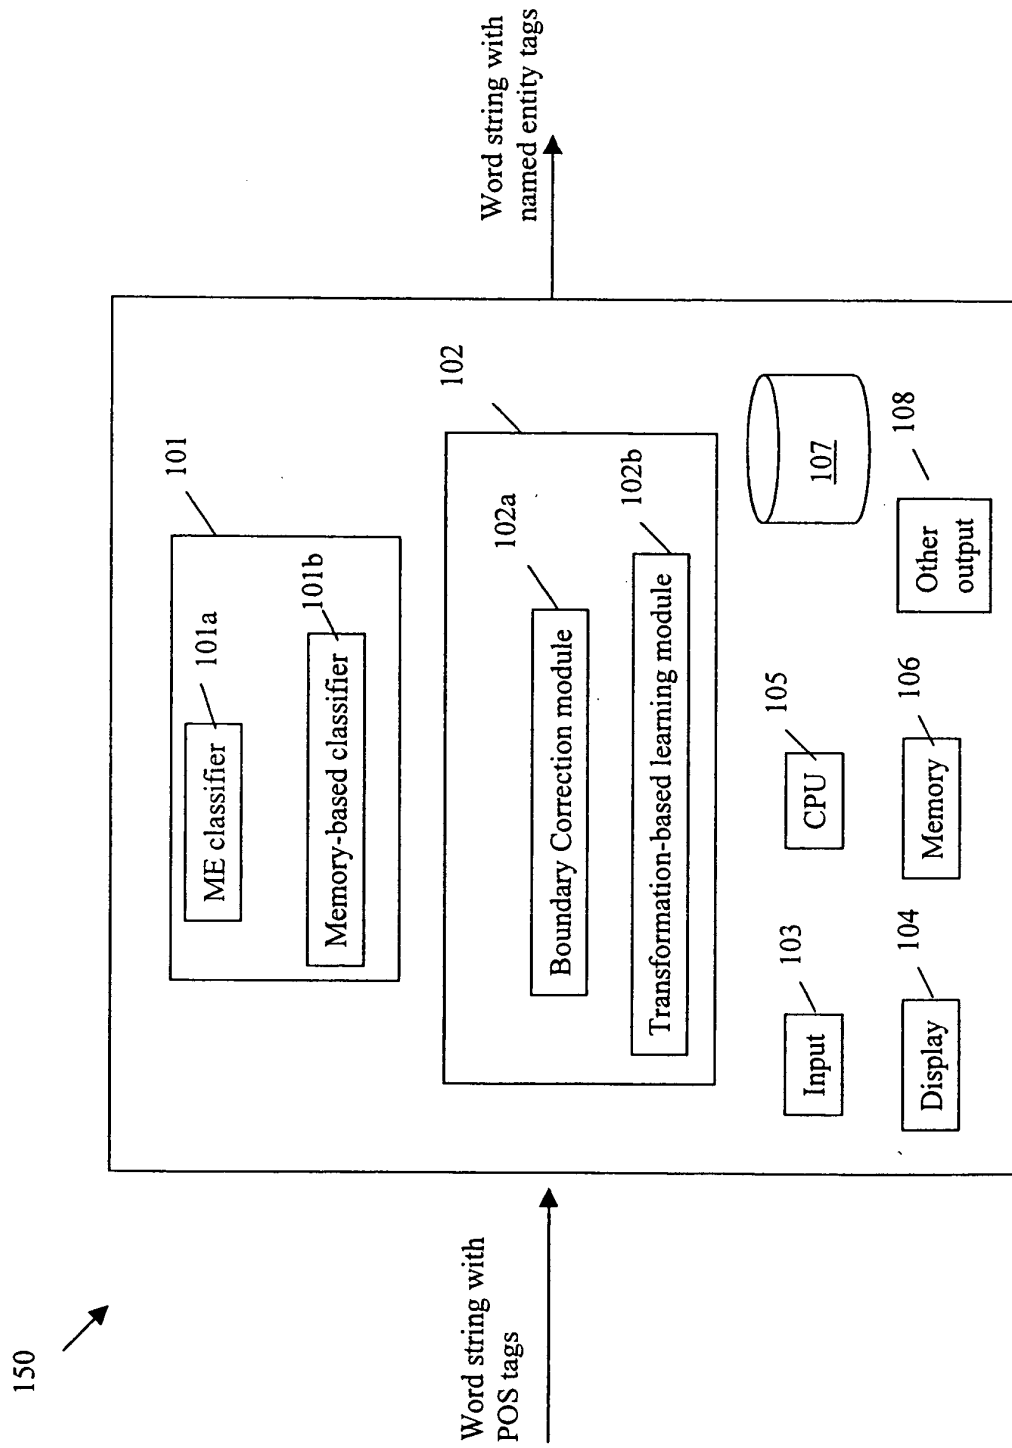 150
Word string with
POS tags
101
101a
ME classifier
101b
Memory-based classifier
102
102a
Boundary Correction module
102b
Transformation-based learning module
103
Input
105
CPU
107
104
Display
106
Memory
108
Other
output
Word string with
named entity tags